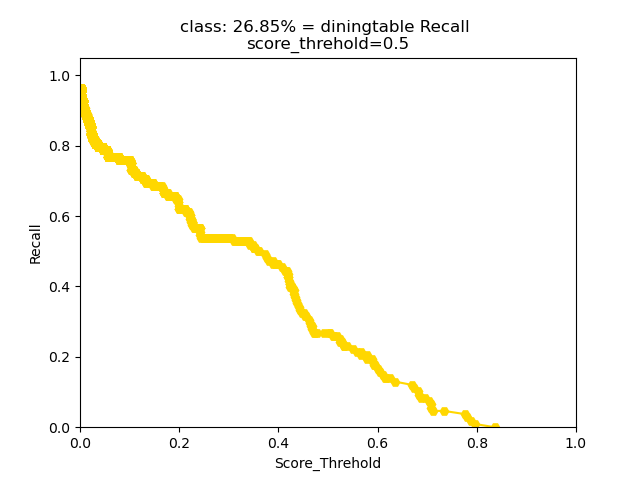 class: 26.85% = diningtable Recall
score_threhold=0.5
1.0
0.8
0.6
0.4
0.2
0.0
Recall
0.0 0.2 0.4 0.6 0.8 1.0
Score_Threhold